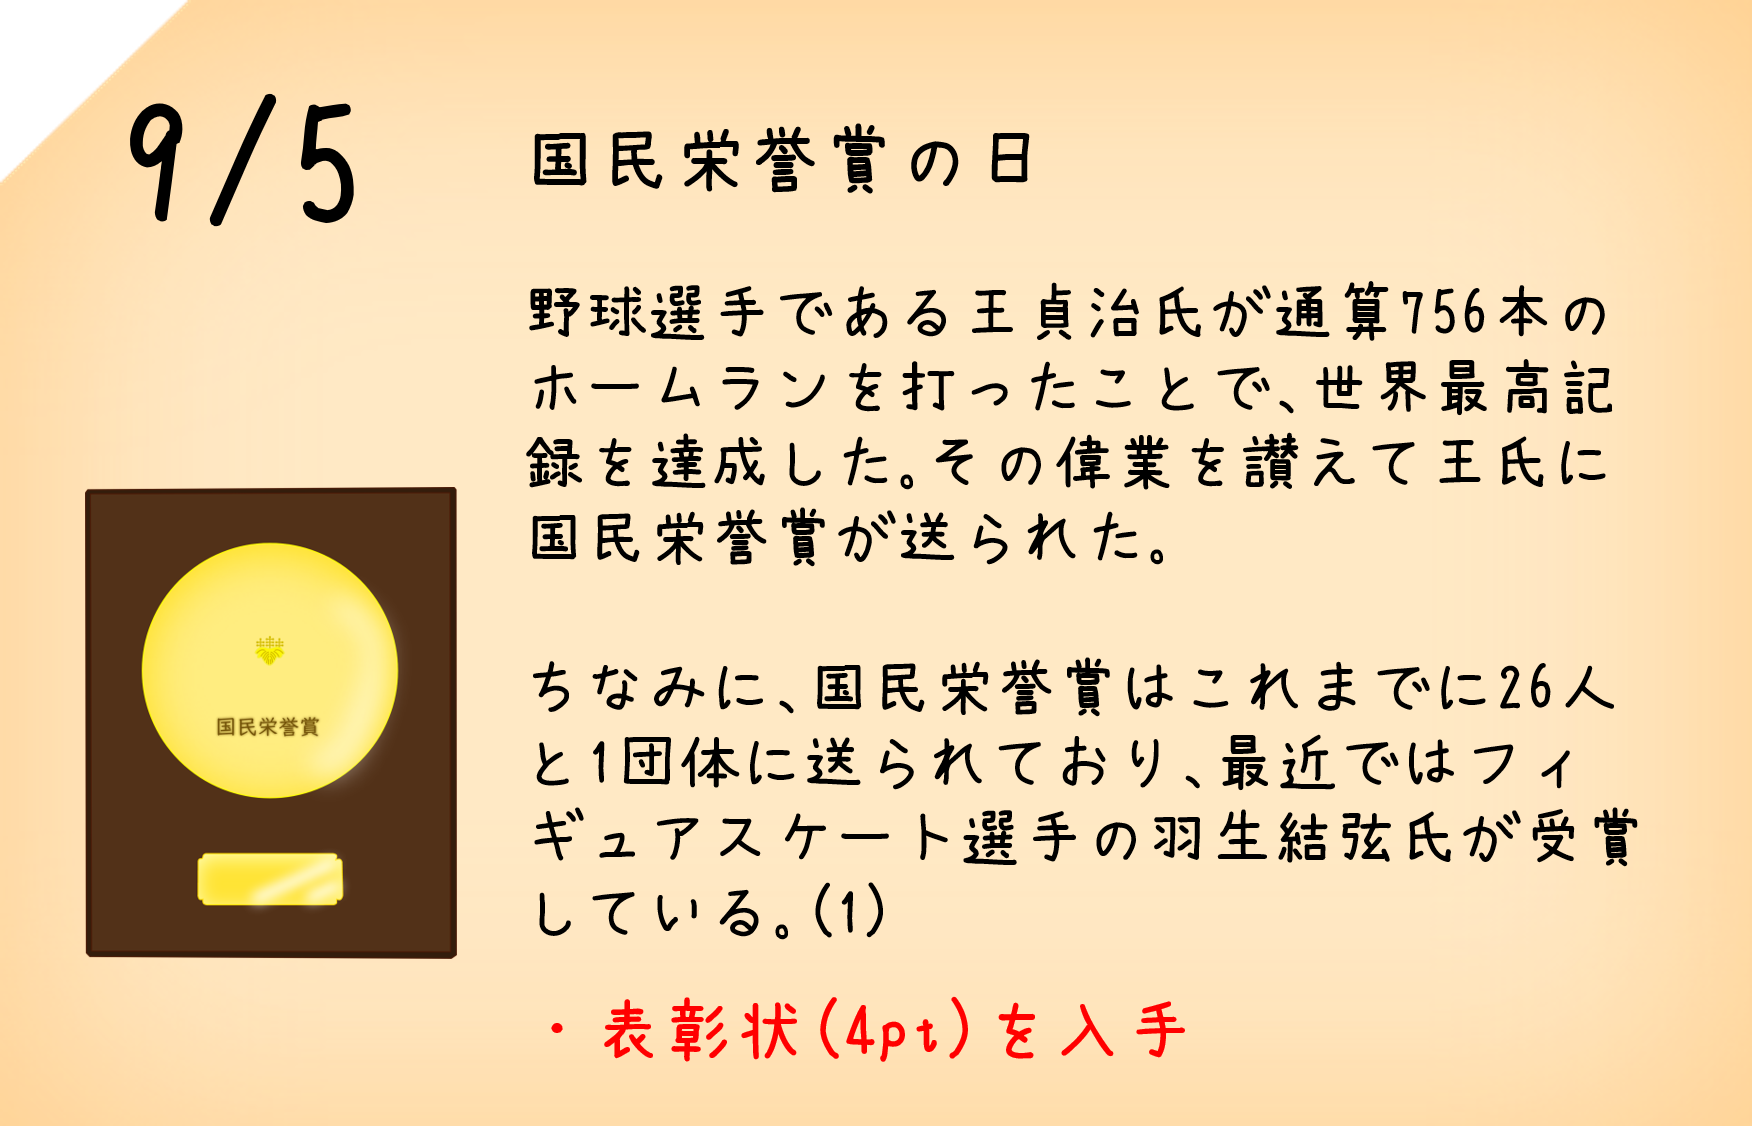 9/5
国民栄誉賞の日
野球選手である王貞治氏が通算756本の
ホームランを打ったことで、世界最高記
録を達成した。その偉業を讃えて王氏に
国民栄誉賞が送られた。
ちなみに、国民栄誉賞はこれまでに26人
と1団体に送られており、最近ではフィ
ギュアスケート選手の羽生結弦氏が受賞
している。(1)
国民栄誉賞
・表彰状(4pt)を入手